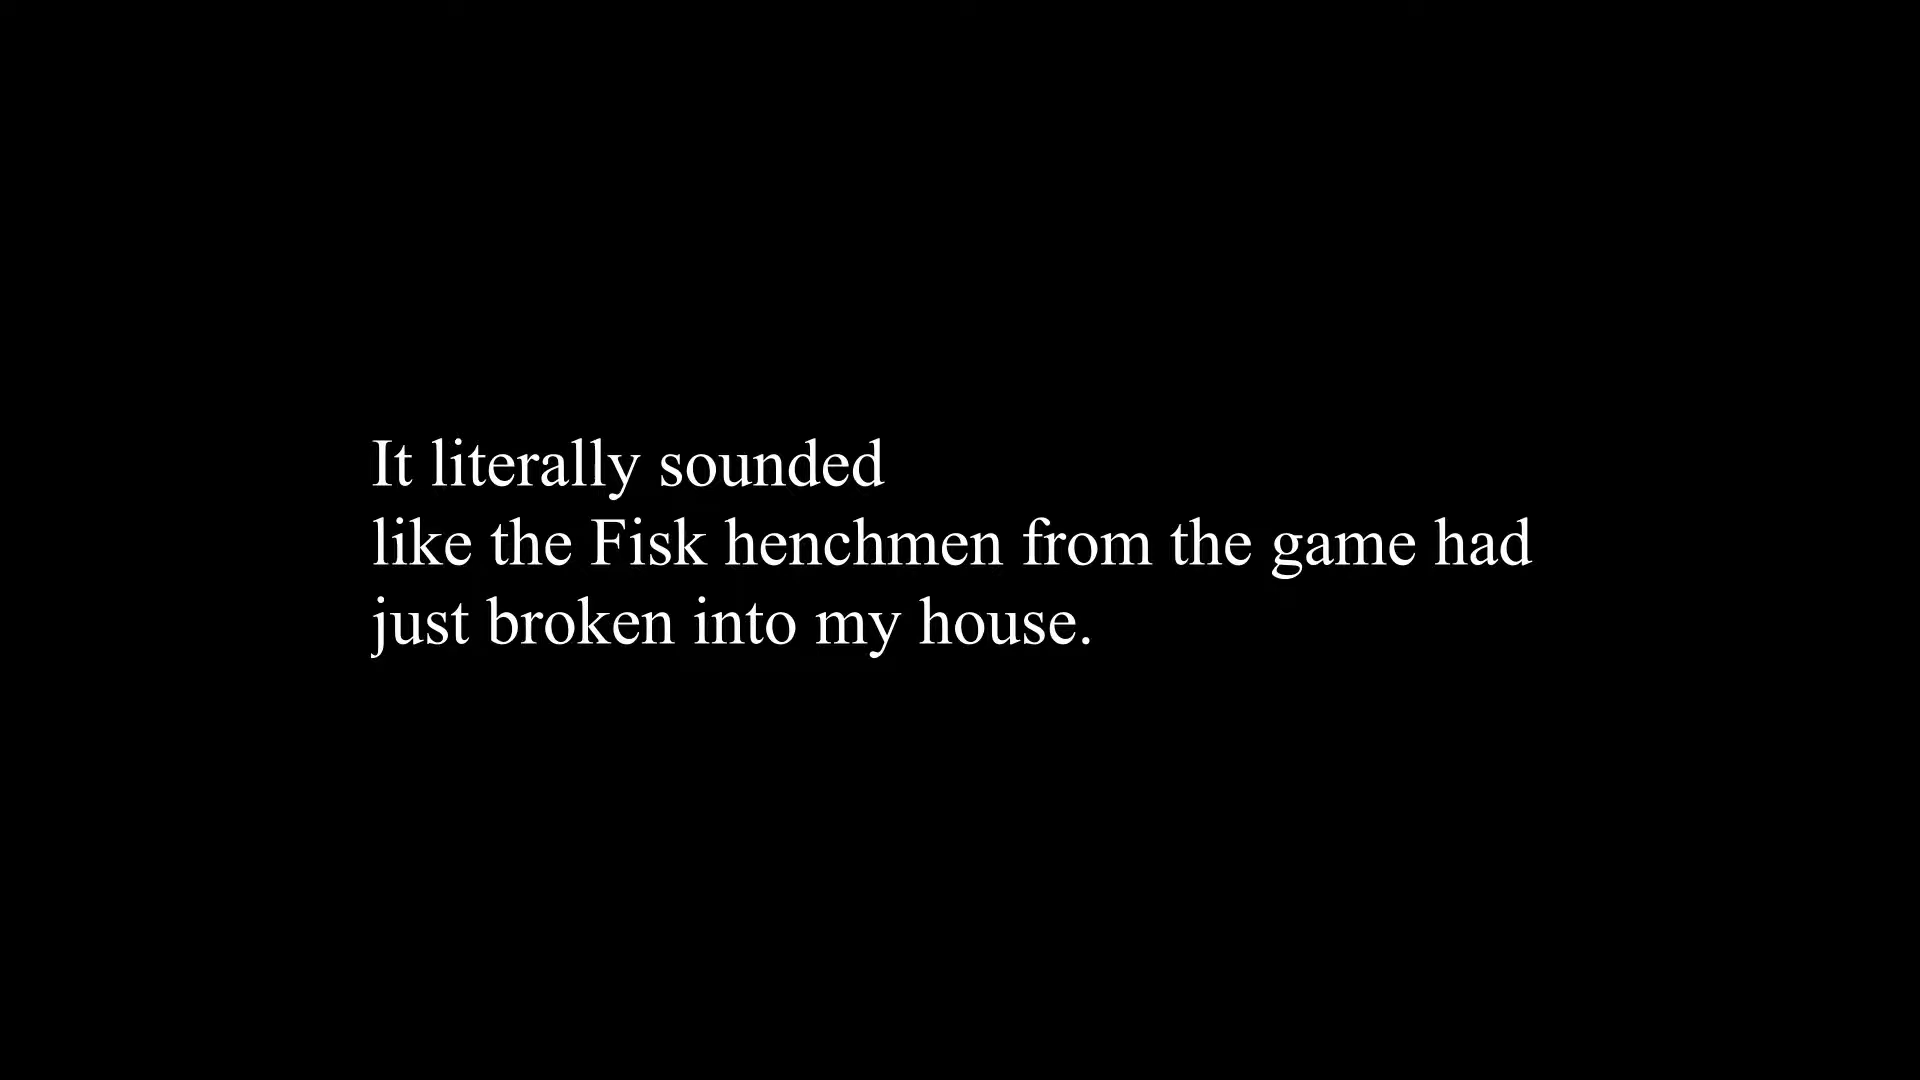 It literally sounded
like the Fisk henchmen from the game had
just broken into my house.